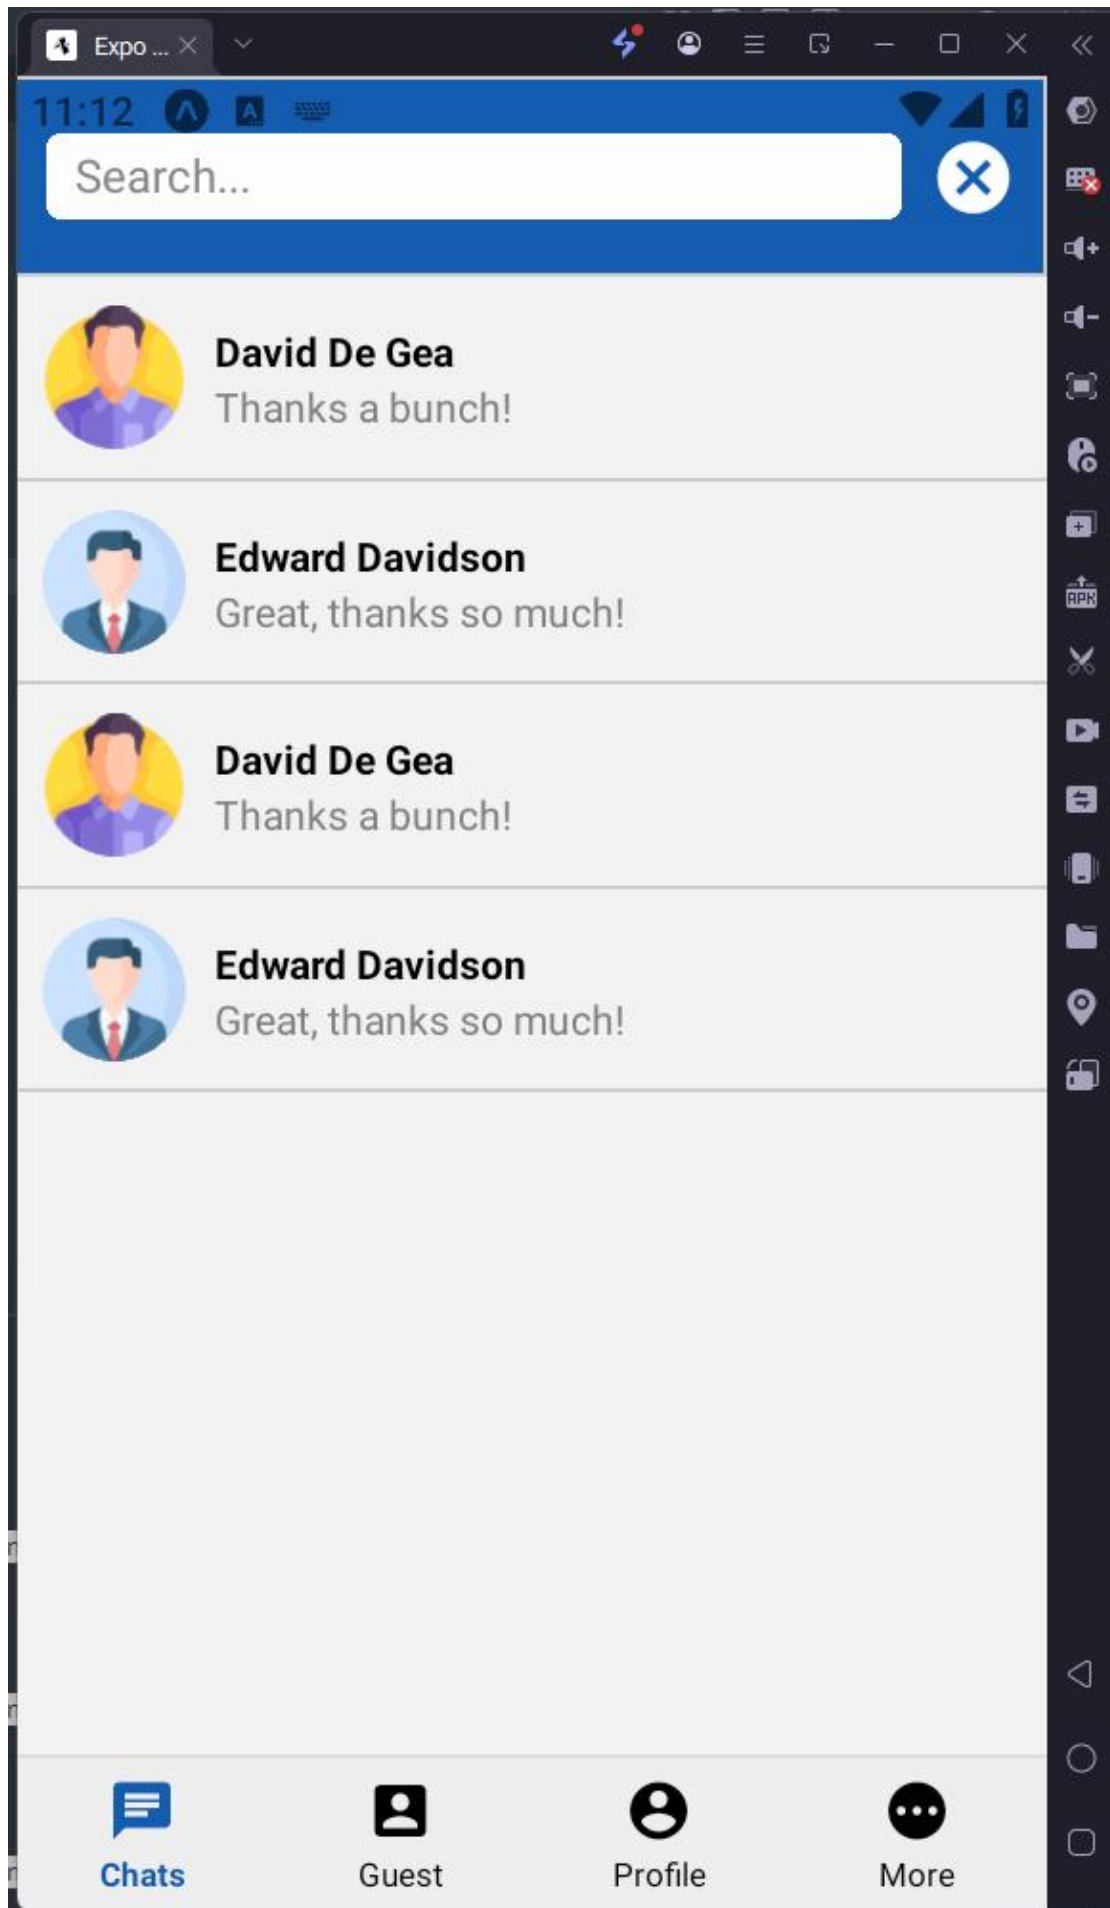 Expo ...
11:12 A
Search...
David De Gea
Thanks a bunch!
Edward Davidson
Great, thanks so much!
David De Gea
Thanks a bunch!
Edward Davidson
Great, thanks so much!
Chats Guest Profile More
APK